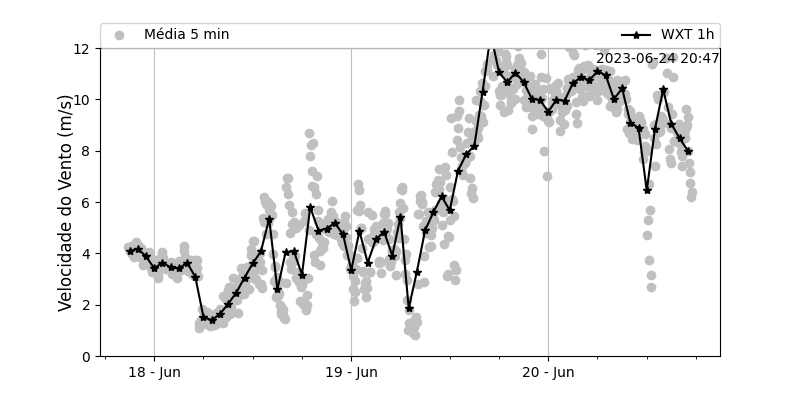 Média 5 min
WXT 1h
2023-06-24 20:47
Velocidade do Vento (m/s)
12
10
8
6
4
2
0
18 - Jun
19 - Jun
20 - Jun